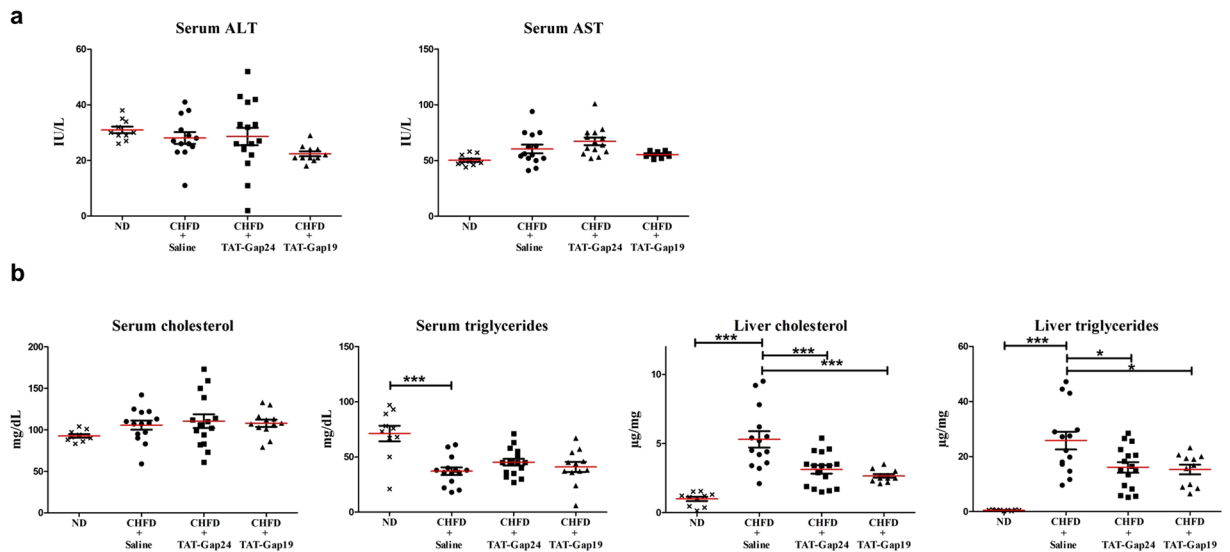 a
Serum ALT
60
40
20
0
IU/L
ND
CHFD
+
Saline
CHFD
+
TAT-Gap24
CHFD
+
TAT-Gap19
Serum AST
150
100
50
0
IU/L
ND
CHFD
+
Saline
CHFD
+
TAT-Gap24
CHFD
+
TAT-Gap19
b
Serum cholesterol
200
150
100
50
0
mg/dL
ND
CHFD
+
Saline
CHFD
+
TAT-Gap24
CHFD
+
TAT-Gap19
Serum triglycerides
150
100
50
0
mg/dL
***
ND
CHFD
+
Saline
CHFD
+
TAT-Gap24
CHFD
+
TAT-Gap19
Liver cholesterol
10
5
0
µg/mg
***
***
***
ND
CHFD
+
Saline
CHFD
+
TAT-Gap24
CHFD
+
TAT-Gap19
Liver triglycerides
60
40
20
0
µg/mg
***
*
*
ND
CHFD
+
Saline
CHFD
+
TAT-Gap24
CHFD
+
TAT-Gap19